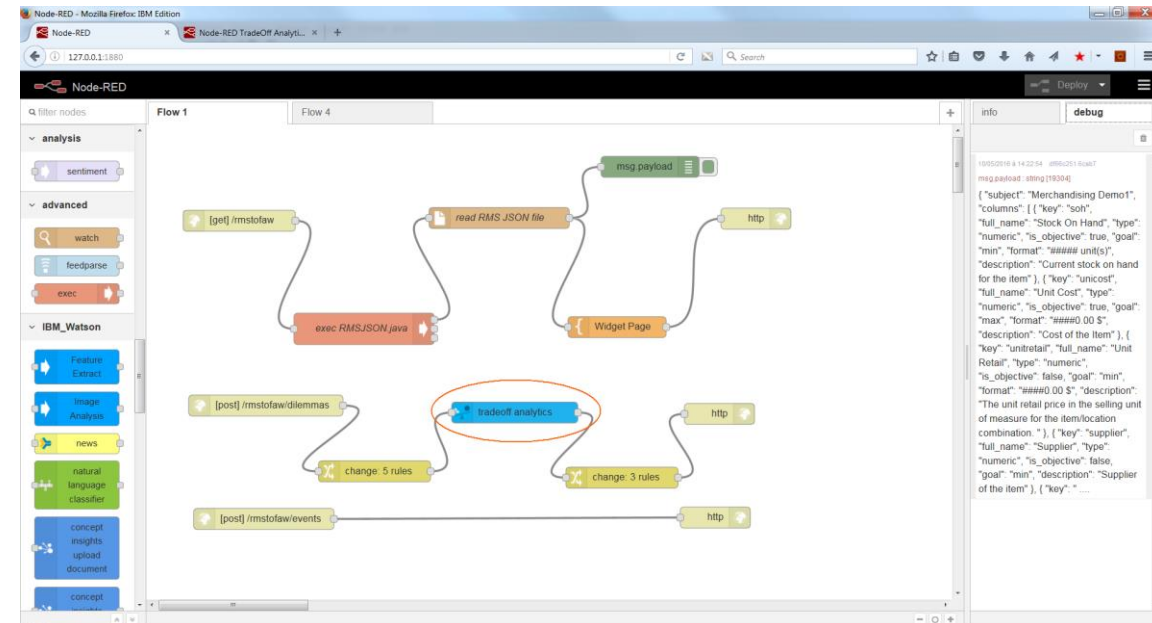 Node-RED - Mozilla Firefox: IBM Edition
Node-RED
Node-RED TradeOff Analyti...
127.0.0.1:1880
Search
Node-RED
Deploy
filter nodes
Flow 1
Flow 4
info
debug
analysis
sentiment
advanced
watch
feedparse
exec
IBM_Watson
Feature
Extract
Image
Analysis
news
natural
language
classifier
concept
insights
upload
document
concept
[get] /rmstofaw
exec RMSJSON java
read RMS JSON file
msg.payload
http
Widget Page
[post] /rmstofaw/dilemmas
change: 5 rules
tradeoff analytics
change: 3 rules
http
[post] /rmstofaw/events
http
10/05/2016 à 14:22:54
msg.payload : string [19304]
{ "subject": "Merchandising Demo1",
"columns": [ { "key": "soh",
"full_name": "Stock On Hand", "type":
"numeric", "is_objective": true, "goal":
"min", "format": "##### unit(s)",
"description": "Current stock on hand
for the item" }, { "key": "unicost",
"full_name": "Unit Cost", "type":
"numeric", "is_objective": true, "goal":
"max", "format": "####0.00 $",
"description": "Cost of the Item" }, {
"key": "unitretail", "full_name": "Unit
Retail", "type": "numeric",
"is_objective": false, "goal": "min",
"format": "####0.00 $", "description":
"The unit retail price in the selling unit
of measure for the item/location
combination. " }, { "key": "supplier",
"full_name": "Supplier", "type":
"numeric", "is_objective": false,
"goal": "min", "description": "Supplier
of the item" }, { "key": " ....